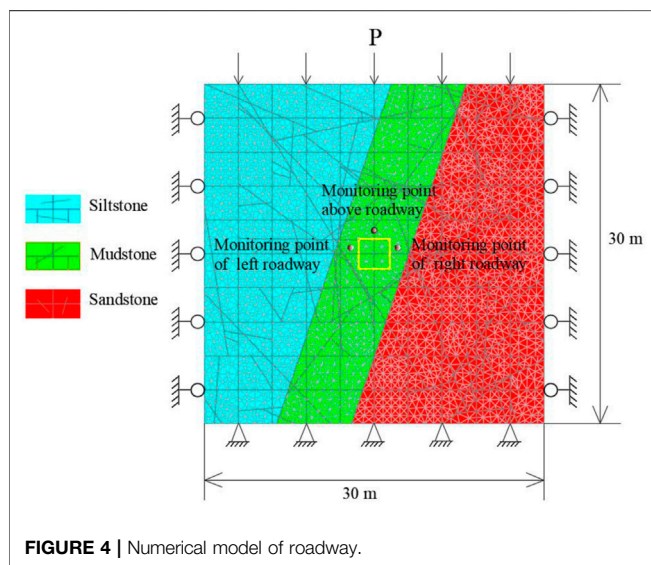 P
Siltstone
Mudstone
Sandstone
Monitoring point
above roadway
Monitoring point
of left roadway
Monitoring point
of right roadway
30 m
30 m
FIGURE 4 | Numerical model of roadway.